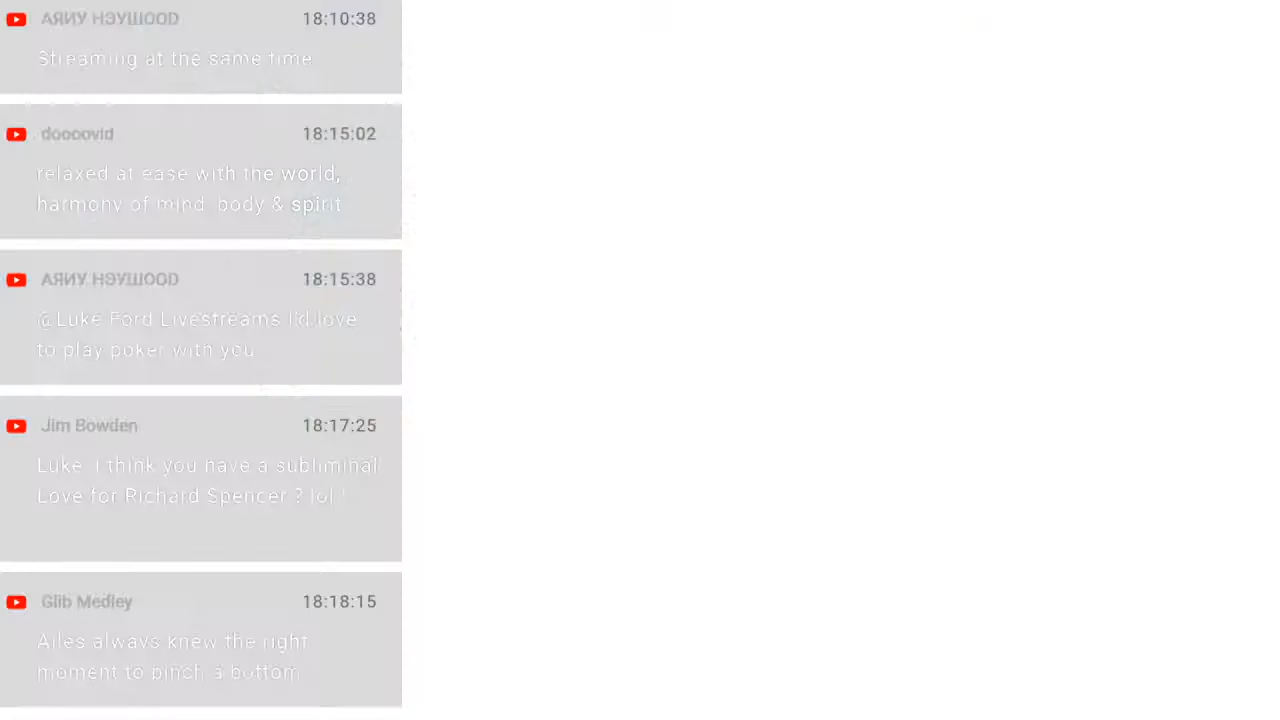 АЯИУ НЭУШООD 18:10:38
Streaming at the same time
doooovid 18:15:02
relaxed at ease with the world,
harmony of mind, body & spirit
АЯИУ НЭУШООD 18:15:38
@Luke Ford Livestreams I'd love
to play poker with you
Jim Bowden 18:17:25
Luke I think you have a subliminal
Love for Richard Spencer ? lol !
Glib Medley 18:18:15
Ailes always knew the right
moment to pinch a bottom